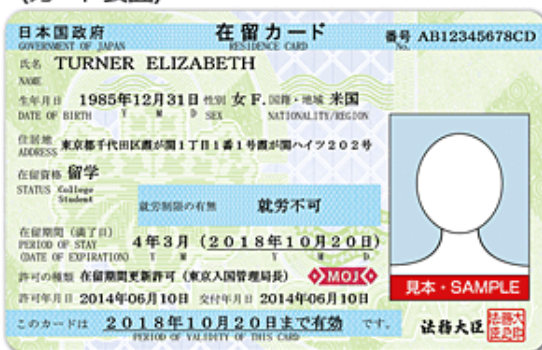 日本国政府 在留カード 番号 AB12345678CD
GOVERNMENT OF JAPAN RESIDENCE CARD No.
氏名 TURNER ELIZABETH
NAME
生年月日 1985年12月31日 性別 女 F. 国籍・地域 米国
DATE OF BIRTH Y M D SEX NATIONALITY/REGION
住居地 東京都千代田区霞が関1丁目1番1号霞が関ハイツ202号
ADDRESS
在留資格 留学
STATUS College
Student
就労制限の有無 就労不可
在留期間(満了日)
PERIOD OF STAY 4年3月(2018年10月20日)
(DATE OF EXPIRATION) Y M Y M D
許可の種類 在留期間更新許可(東京入国管理局長) MOJ
見本・SAMPLE
許可年月日 2014年06月10日 交付年月日 2014年06月10日
このカードは 2018年10月20日まで有効 です。 法務大臣
PERIOD OF VALIDITY OF THIS CARD